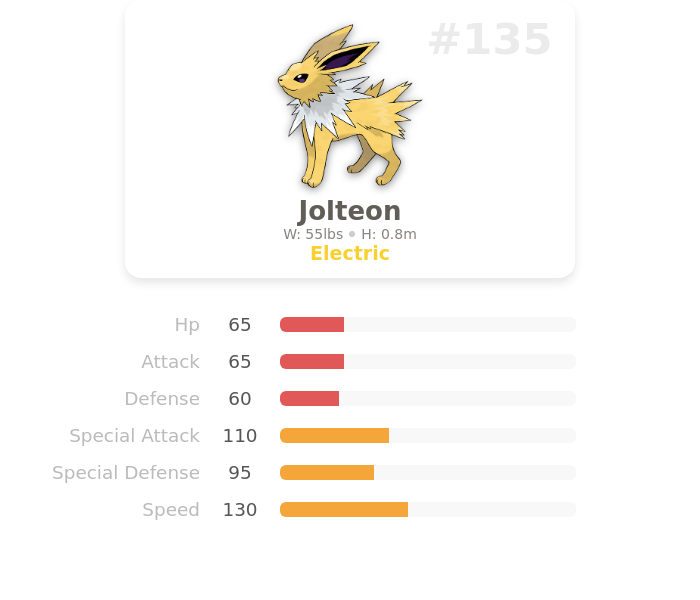 #135
Jolteon
W: 55lbs • H: 0.8m
Electric
Hp 65
Attack 65
Defense 60
Special Attack 110
Special Defense 95
Speed 130